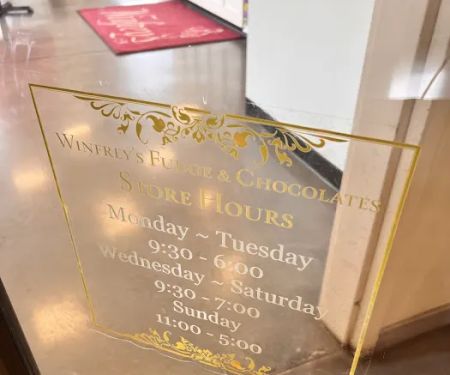 Winfrey's Fudge & Chocolates
Store Hours
Monday ~ Tuesday
9:30 - 6:00
Wednesday ~ Saturday
9:30 - 7:00
Sunday
11:00 - 5:00